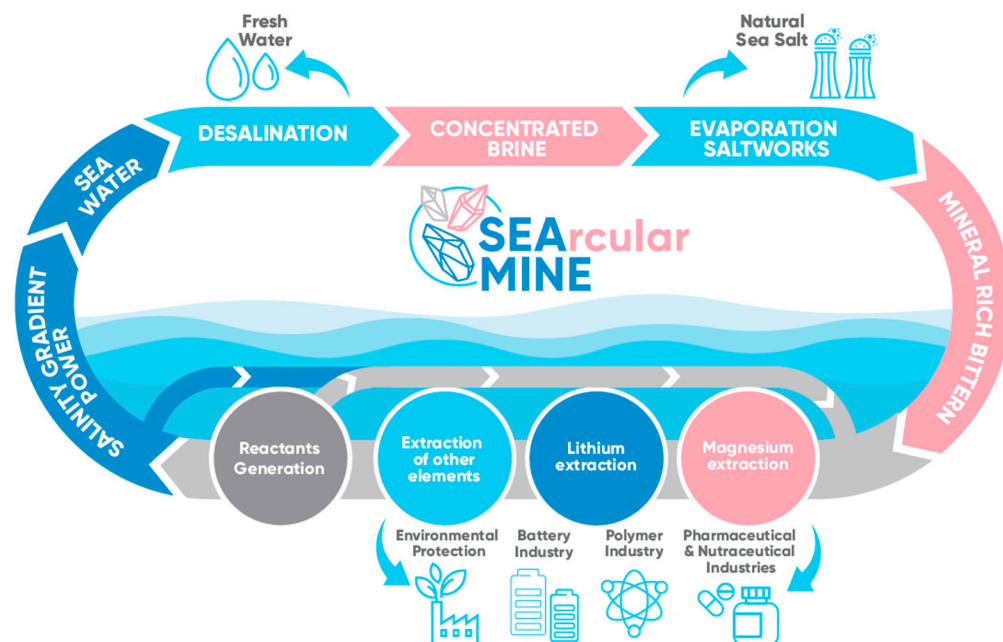 Fresh
Water
Natural
Sea Salt
DESALINATION
CONCENTRATED
BRINE
EVAPORATION
SALTWORKS
SEA
WATER
MINERAL RICH BITTERN
SEArcular
MINE
SALINITY GRADIENT
POWER
Reactants
Generation
Extraction
of other
elements
Lithium
extraction
Magnesium
extraction
Environmental
Protection
Battery
Industry
Polymer
Industry
Pharmaceutical
& Nutraceutical
Industries